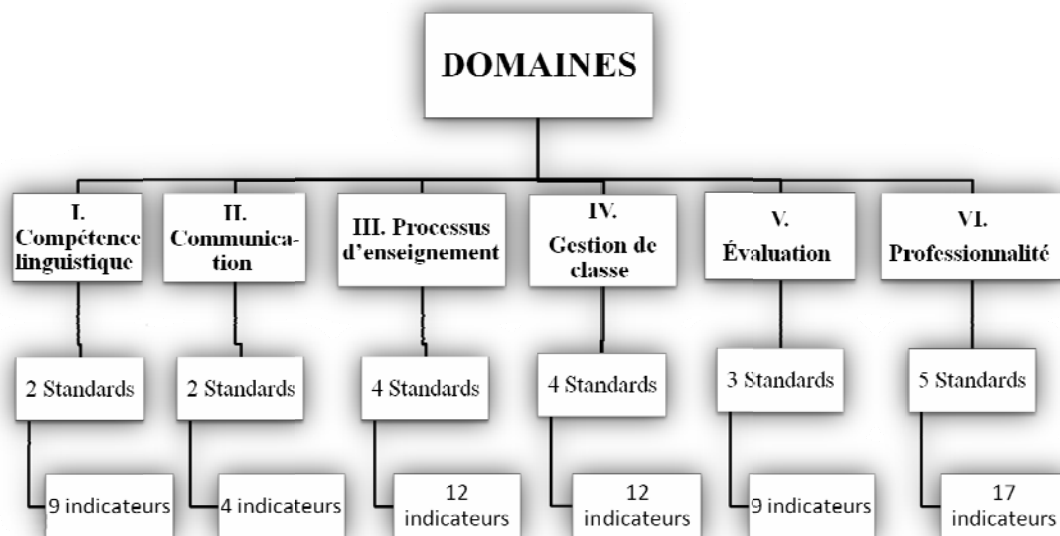 DOMAINES
I.
Compétence
linguistique
II.
Communica-
tion
III. Processus
d'enseignement
IV.
Gestion de
classe
V.
Évaluation
VI.
Professionnalité
2 Standards
2 Standards
4 Standards
4 Standards
3 Standards
5 Standards
9 indicateurs
4 indicateurs
12
indicateurs
12
indicateurs
9 indicateurs
17
indicateurs